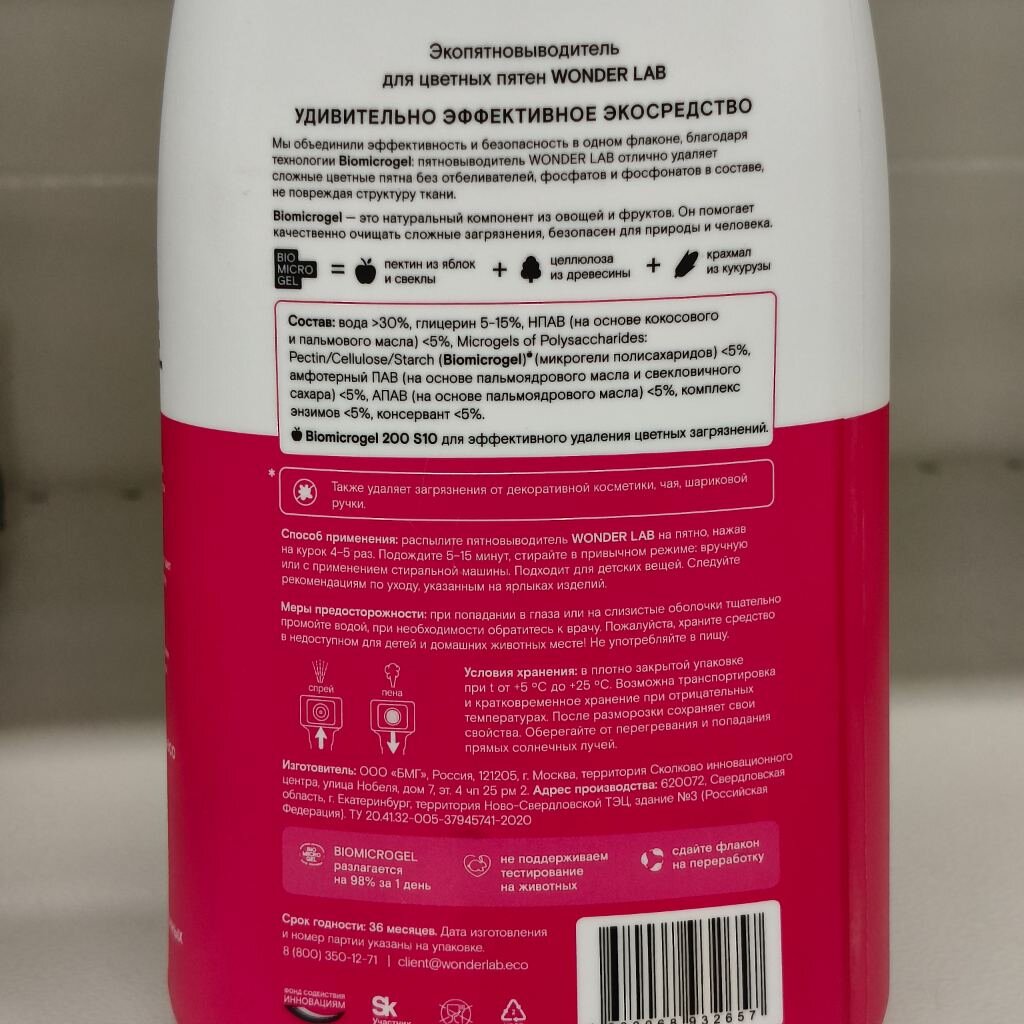 Экопятновыводитель
для цветных пятен WONDER LAB
УДИВИТЕЛЬНО ЭФФЕКТИВНОЕ ЭКОСРЕДСТВО
Мы объединили эффективность и безопасность в одном флаконе, благодаря
технологии Biomicrogel: пятновыводитель WONDER LAB отлично удаляет
сложные цветные пятна без отбеливателей, фосфатов и фосфонатов в составе,
не повреждая структуру ткани.
Biomicrogel – это натуральный компонент из овощей и фруктов. Он помогает
качественно очищать сложные загрязнения, безопасен для природы и человека.
BIO
MICRO
GEL
=
пектин из яблок
и свеклы
+
целлюлоза
из древесины
+
крахмал
из кукурузы
Состав: вода >30%, глицерин 5-15%, НПАВ (на основе кокосового
и пальмового масла) <5%, Microgels of Polysaccharides:
Pectin/Cellulose/Starch (Biomicrogel) (микрогели полисахаридов) <5%,
амфотерный ПАВ (на основе пальмоядрового масла и свекловичного
сахара) <5%, АПАВ (на основе пальмоядрового масла) <5%, комплекс
энзимов <5%, консервант <5%.
Biomicrogel 200 S10 для эффективного удаления цветных загрязнений.
*
Также удаляет загрязнения от декоративной косметики, чая, шариковой
ручки.
Способ применения: распылите пятновыводитель WONDER LAB на пятно, нажав
на курок 4-5 раз. Подождите 5-15 минут, стирайте в привычном режиме: вручную
или с применением стиральной машины. Подходит для детских вещей. Следуйте
рекомендациям по уходу, указанным на ярлыках изделий.
Меры предосторожности: при попадании в глаза или на слизистые оболочки тщательно
промойте водой, при необходимости обратитесь к врачу. Пожалуйста, храните средство
в недоступном для детей и домашних животных месте! Не употребляйте в пищу.
спрей
пена
Условия хранения: в плотно закрытой упаковке
при t от +5 °C до +25 °C. Возможна транспортировка
и кратковременное хранение при отрицательных
температурах. После разморозки сохраняет свои
свойства. Оберегайте от перегревания и попадания
прямых солнечных лучей.
Изготовитель: ООО «БМГ», Россия, 121205, г. Москва, территория Сколково инновационного
центра, улица Нобеля, дом 7, эт. 4 чп 25 рм 2. Адрес производства: 620072, Свердловская
область, г. Екатеринбург, территория Ново-Свердловской ТЭЦ, здание №3 (Российская
Федерация). ТУ 20.41.32-005-37945741-2020
BIO
MICRO
GEL
BIOMICROGEL
разлагается
на 98% за 1 день
не поддерживаем
тестирование
на животных
сдайте флакон
на переработку
Срок годности: 36 месяцев. Дата изготовления
и номер партии указаны на упаковке.
8 (800) 350-12-71 | client@wonderlab.eco
ФОНД СОДЕЙСТВИЯ
ИННОВАЦИЯМ
Sk
Участник
2
932657